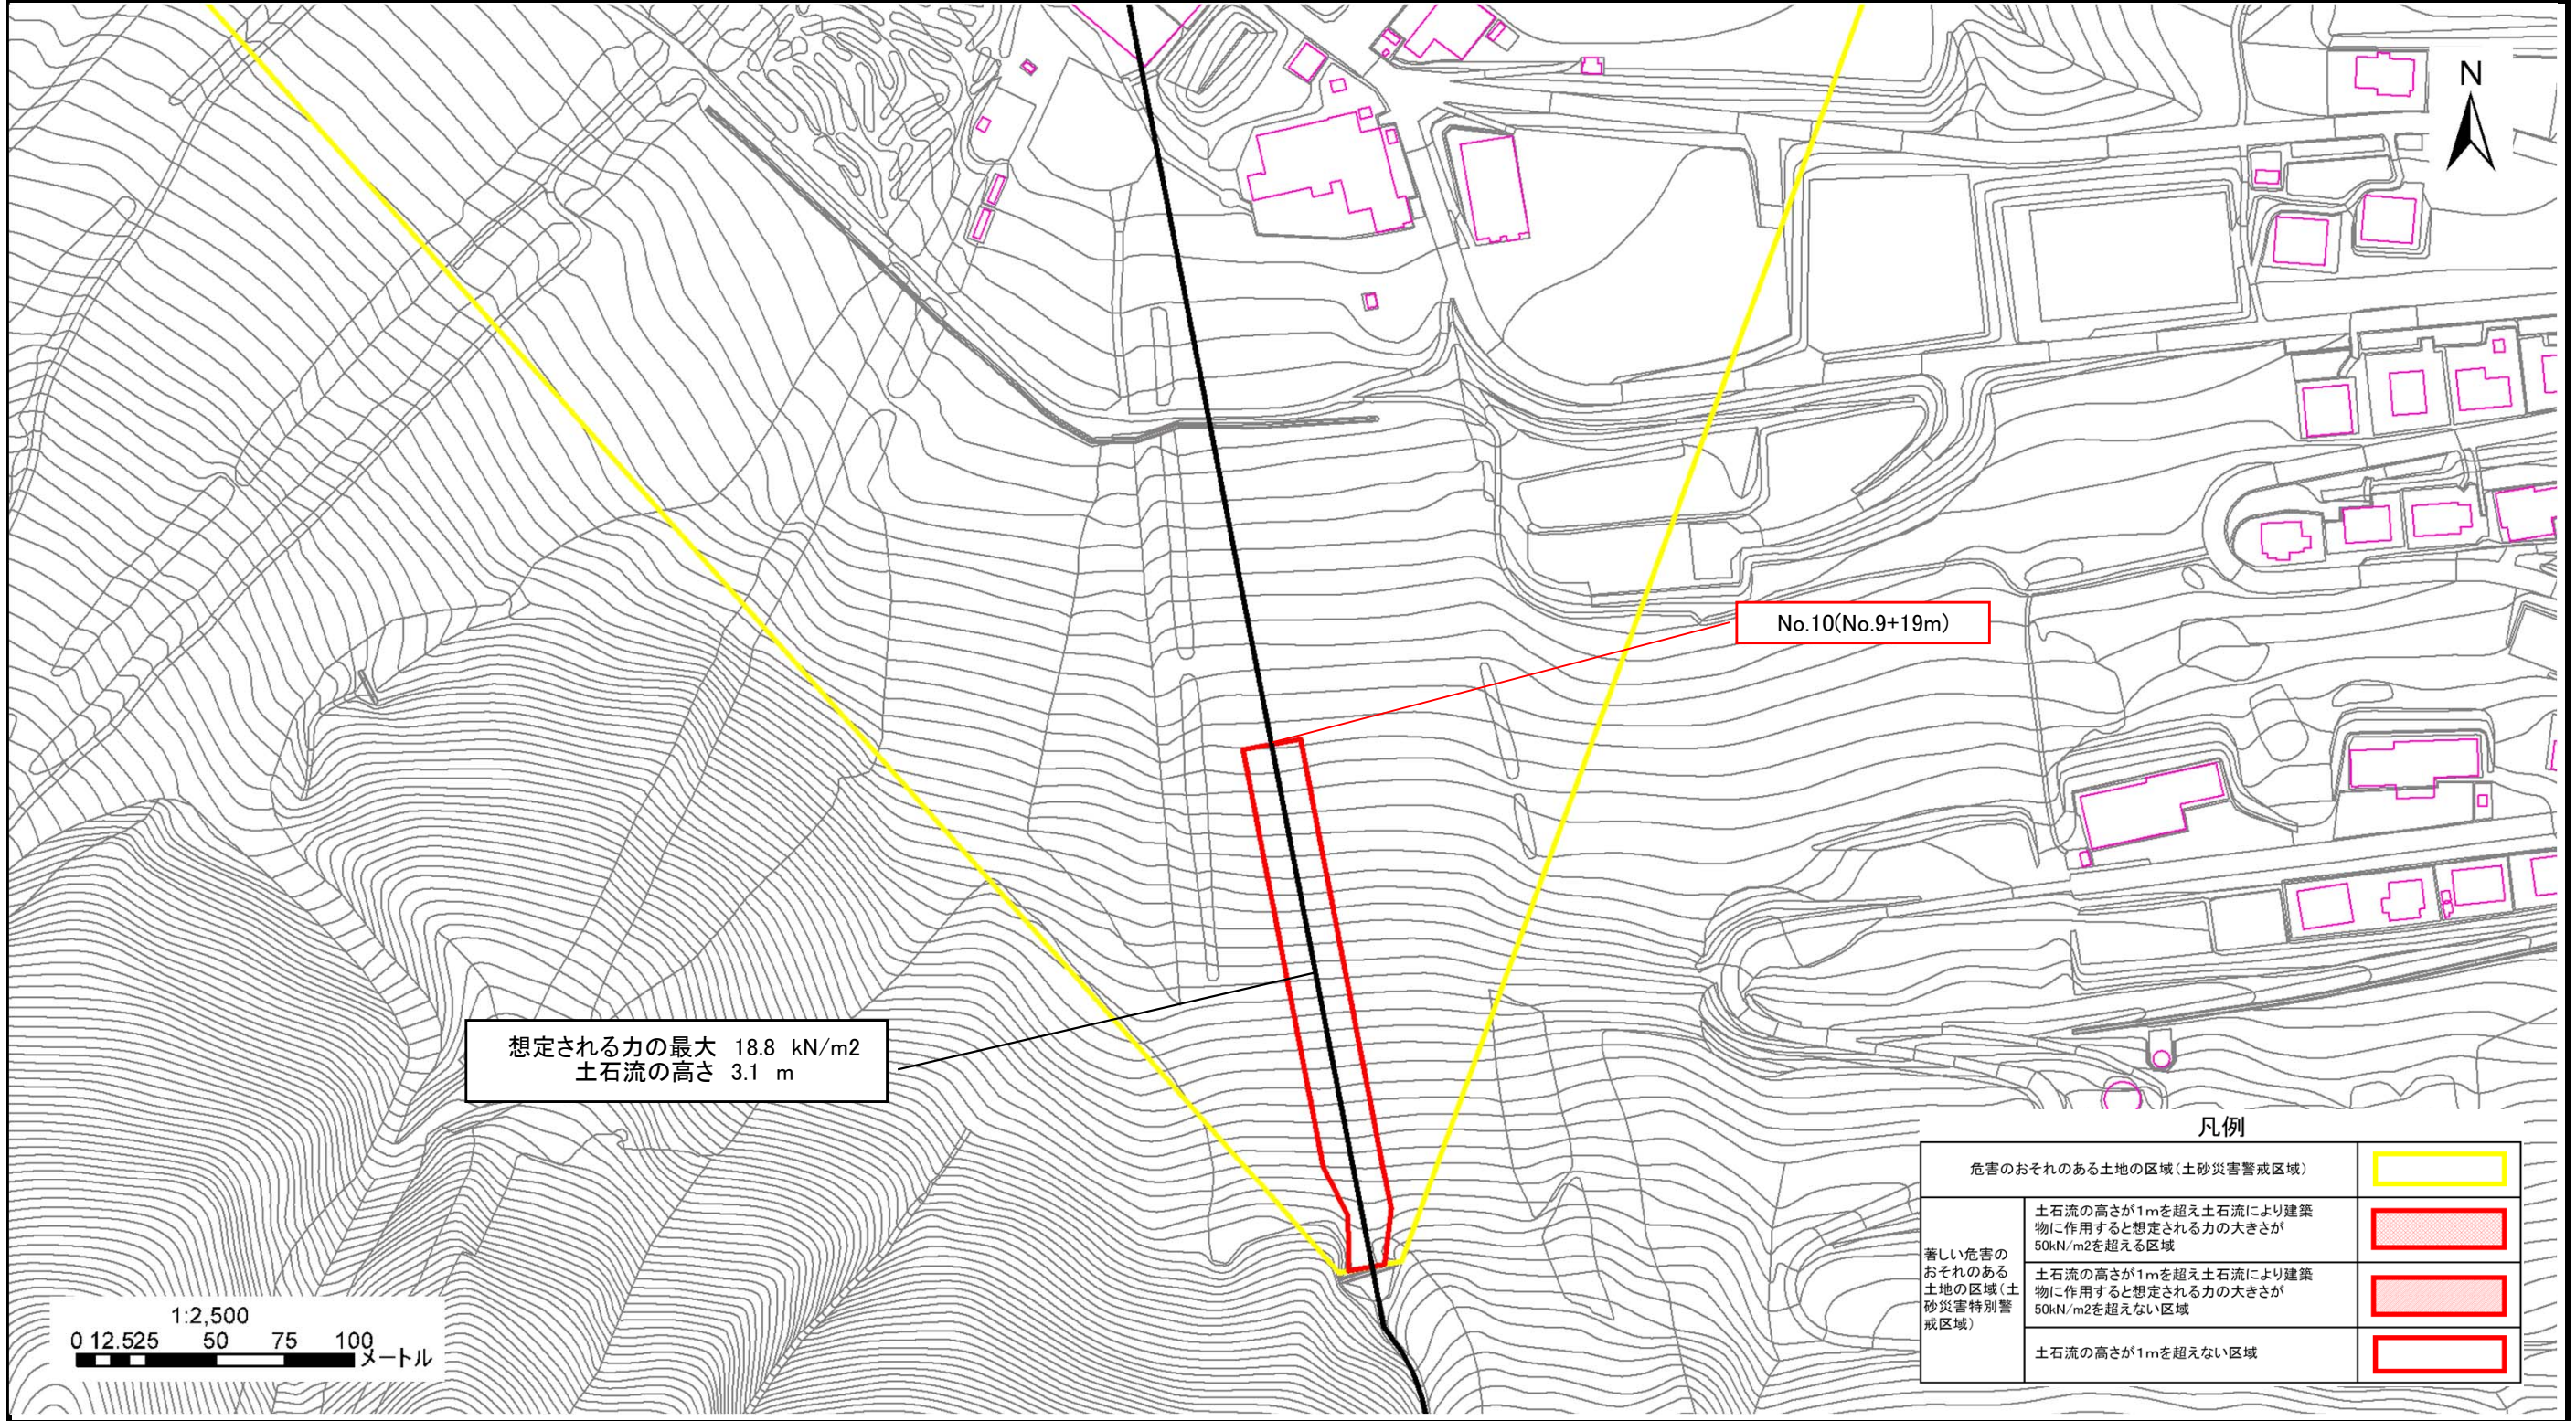 N
No.10(No.9+19m)
想定される力の最大 18.8 kN/m2
土石流の高さ 3.1 m
1:2,500
0 12.525 50 75 100
メートル
凡例
危害のおそれのある土地の区域(土砂災害警戒区域)
著しい危害の
おそれのある
土地の区域(土
砂災害特別警
戒区域)
土石流の高さが1mを超え土石流により建築
物に作用すると想定される力の大きさが
50kN/m2を超える区域
土石流の高さが1mを超え土石流により建築
物に作用すると想定される力の大きさが
50kN/m2を超えない区域
土石流の高さが1mを超えない区域